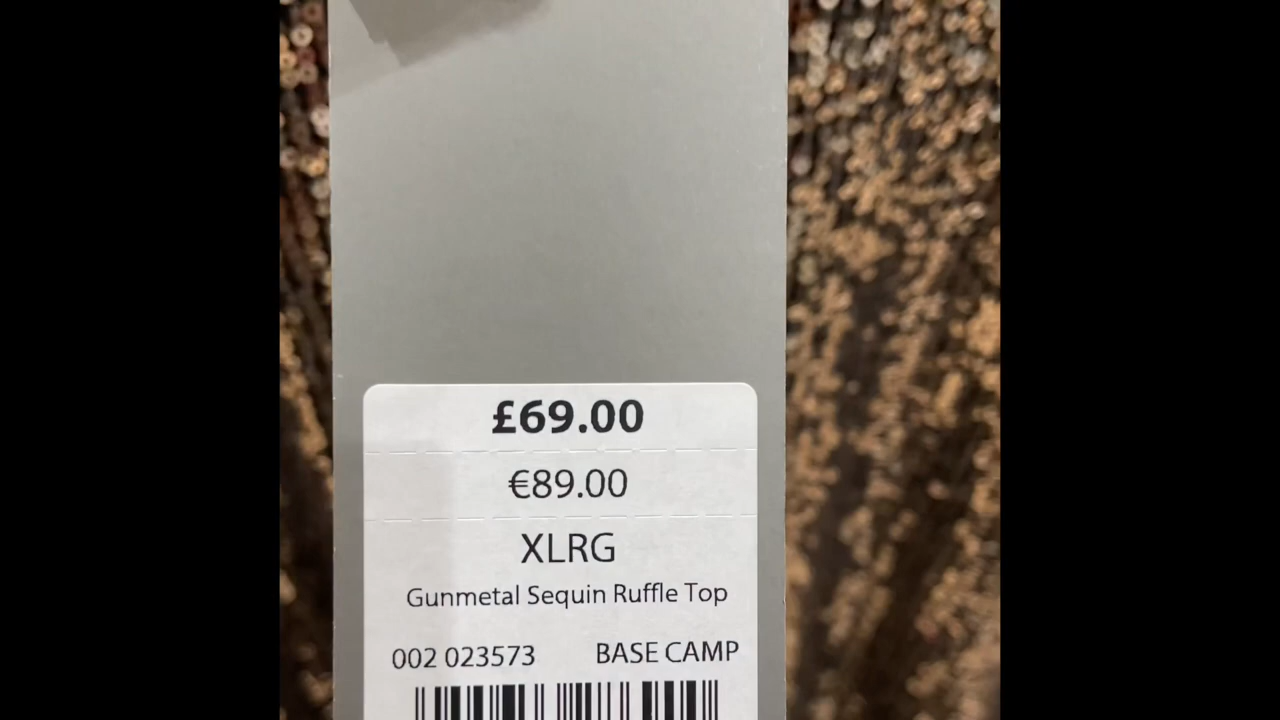 £69.00
€89.00
XLRG
Gunmetal Sequin Ruffle Top
002 023573 BASE CAMP